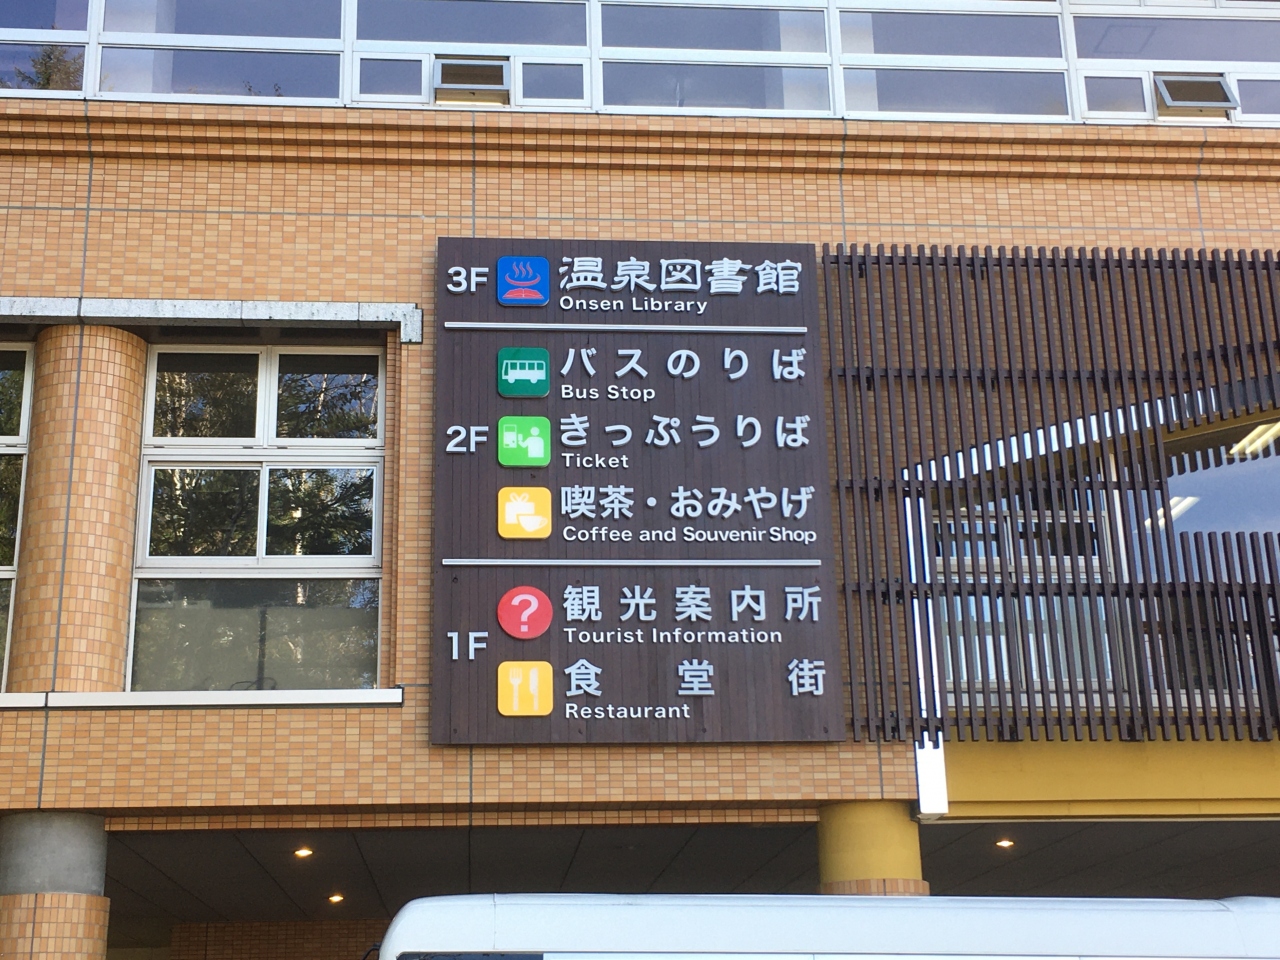 3F 温泉図書館
Onsen Library
バスのりば
Bus Stop
2F きっぷうりば
Ticket
喫茶・おみやげ
Coffee and Souvenir Shop
? 観光案内所
Tourist Information
1F 食堂街
Restaurant